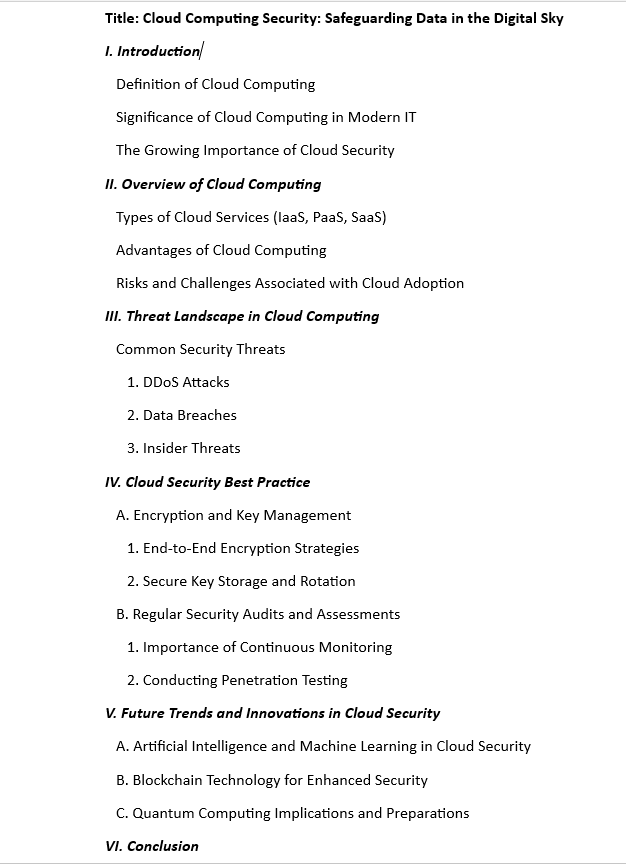 Title: Cloud Computing Security: Safeguarding Data in the Digital Sky
I. Introduction
Definition of Cloud Computing
Significance of Cloud Computing in Modern IT
The Growing Importance of Cloud Security
II. Overview of Cloud Computing
Types of Cloud Services (IaaS, PaaS, SaaS)
Advantages of Cloud Computing
Risks and Challenges Associated with Cloud Adoption
III. Threat Landscape in Cloud Computing
Common Security Threats
1. DDoS Attacks
2. Data Breaches
3. Insider Threats
IV. Cloud Security Best Practice
A. Encryption and Key Management
1. End-to-End Encryption Strategies
2. Secure Key Storage and Rotation
B. Regular Security Audits and Assessments
1. Importance of Continuous Monitoring
2. Conducting Penetration Testing
V. Future Trends and Innovations in Cloud Security
A. Artificial Intelligence and Machine Learning in Cloud Security
B. Blockchain Technology for Enhanced Security
C. Quantum Computing Implications and Preparations
VI. Conclusion